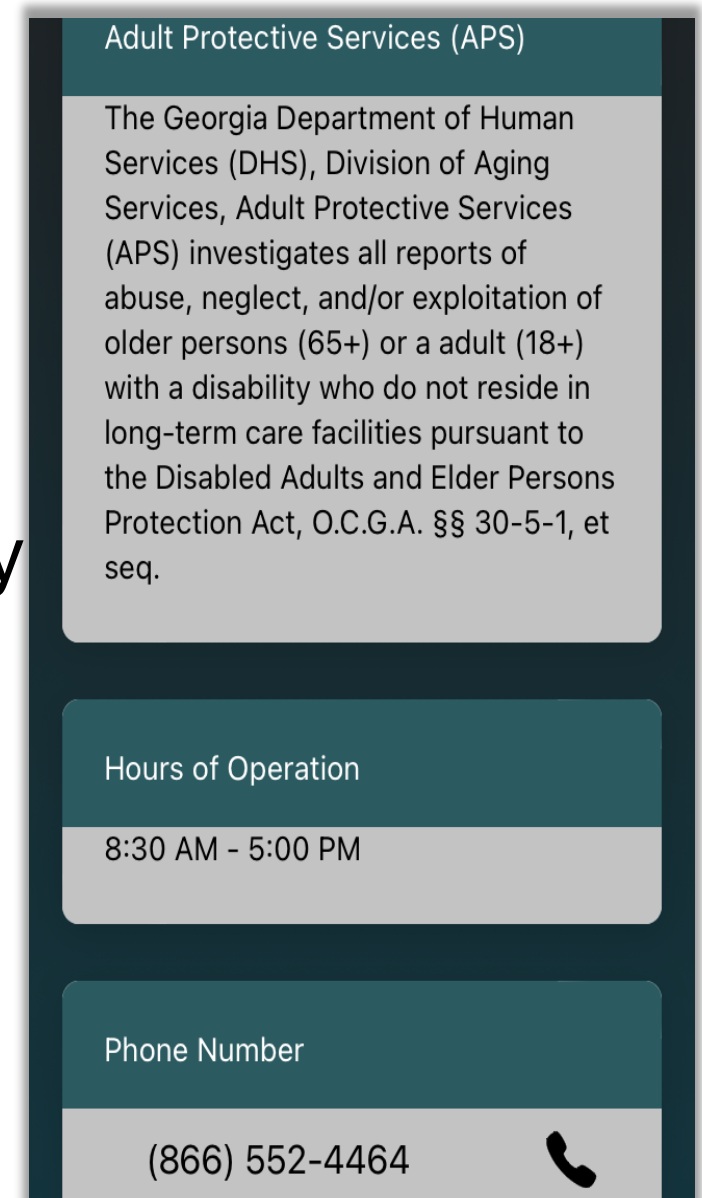 Adult Protective Services (APS)
The Georgia Department of Human
Services (DHS), Division of Aging
Services, Adult Protective Services
(APS) investigates all reports of
abuse, neglect, and/or exploitation of
older persons (65+) or a adult (18+)
with a disability who do not reside in
long-term care facilities pursuant to
the Disabled Adults and Elder Persons
Protection Act, O.C.G.A. §§ 30-5-1, et
seq.
y
Hours of Operation
8:30 AM - 5:00 PM
Phone Number
(866) 552-4464